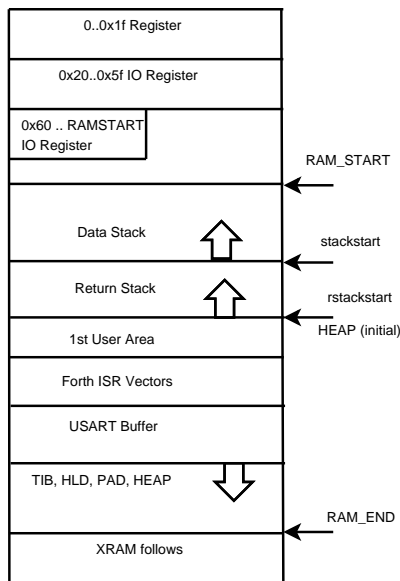 0..0x1f Register
0x20..0x5f IO Register
0x60 .. RAMSTART
IO Register
RAM_START
Data Stack
stackstart
Return Stack
rstackstart
HEAP (initial)
1st User Area
Forth ISR Vectors
USART Buffer
TIB, HLD, PAD, HEAP
RAM_END
XRAM follows